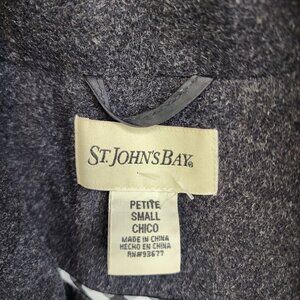 ST. JOHN'S BAY®
PETITE
SMALL
CHICO
MADE IN CHINA
HECHO EN CHINA
RN#93677